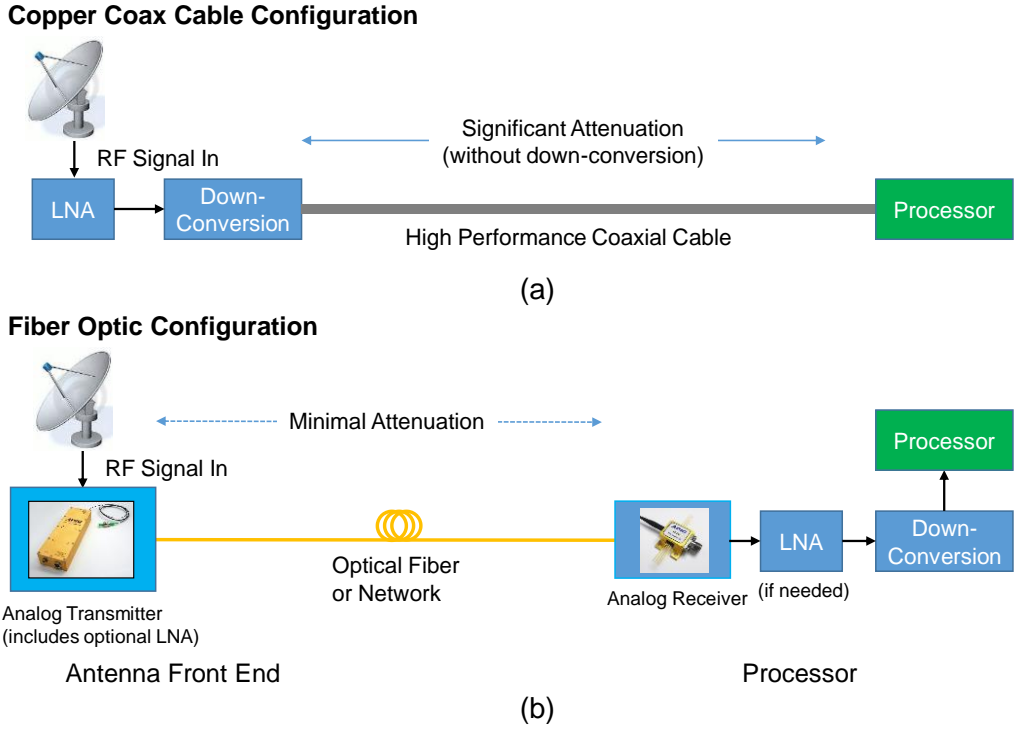 Copper Coax Cable Configuration
Significant Attenuation
(without down-conversion)
RF Signal In
LNA
Down-
Conversion
Processor
High Performance Coaxial Cable
(a)
Fiber Optic Configuration
Minimal Attenuation
Processor
RF Signal In
LNA
Down-
Conversion
Optical Fiber
or Network
Analog Receiver
(if needed)
Analog Transmitter
(includes optional LNA)
Antenna Front End
Processor
(b)